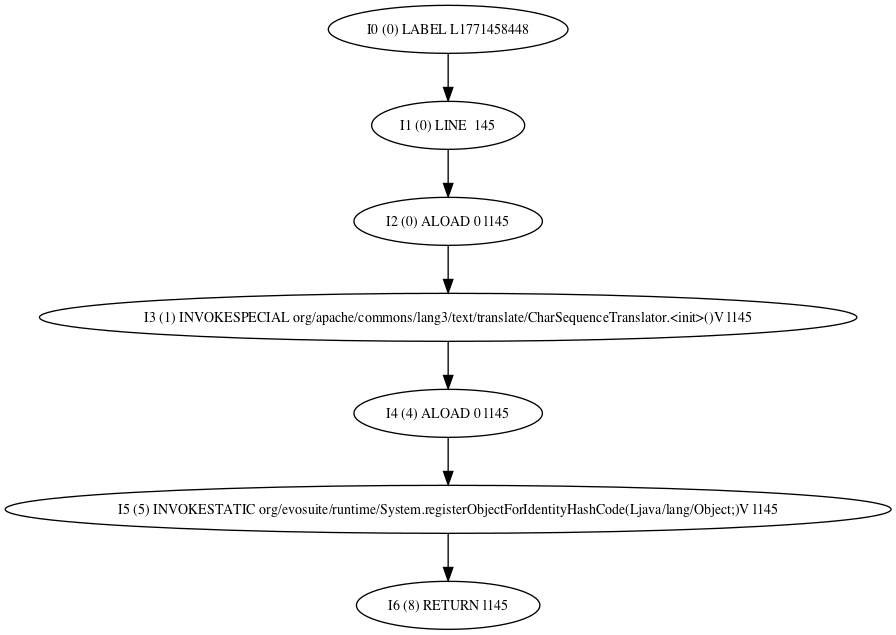 I0 (0) LABEL L1771458448
I1 (0) LINE  145
I2 (0) ALOAD 0 l145
I3 (1) INVOKESPECIAL org/apache/commons/lang3/text/translate/CharSequenceTranslator.<init>()V l145
I4 (4) ALOAD 0 l145
I5 (5) INVOKESTATIC org/evosuite/runtime/System.registerObjectForIdentityHashCode(Ljava/lang/Object;)V l145
I6 (8) RETURN l145